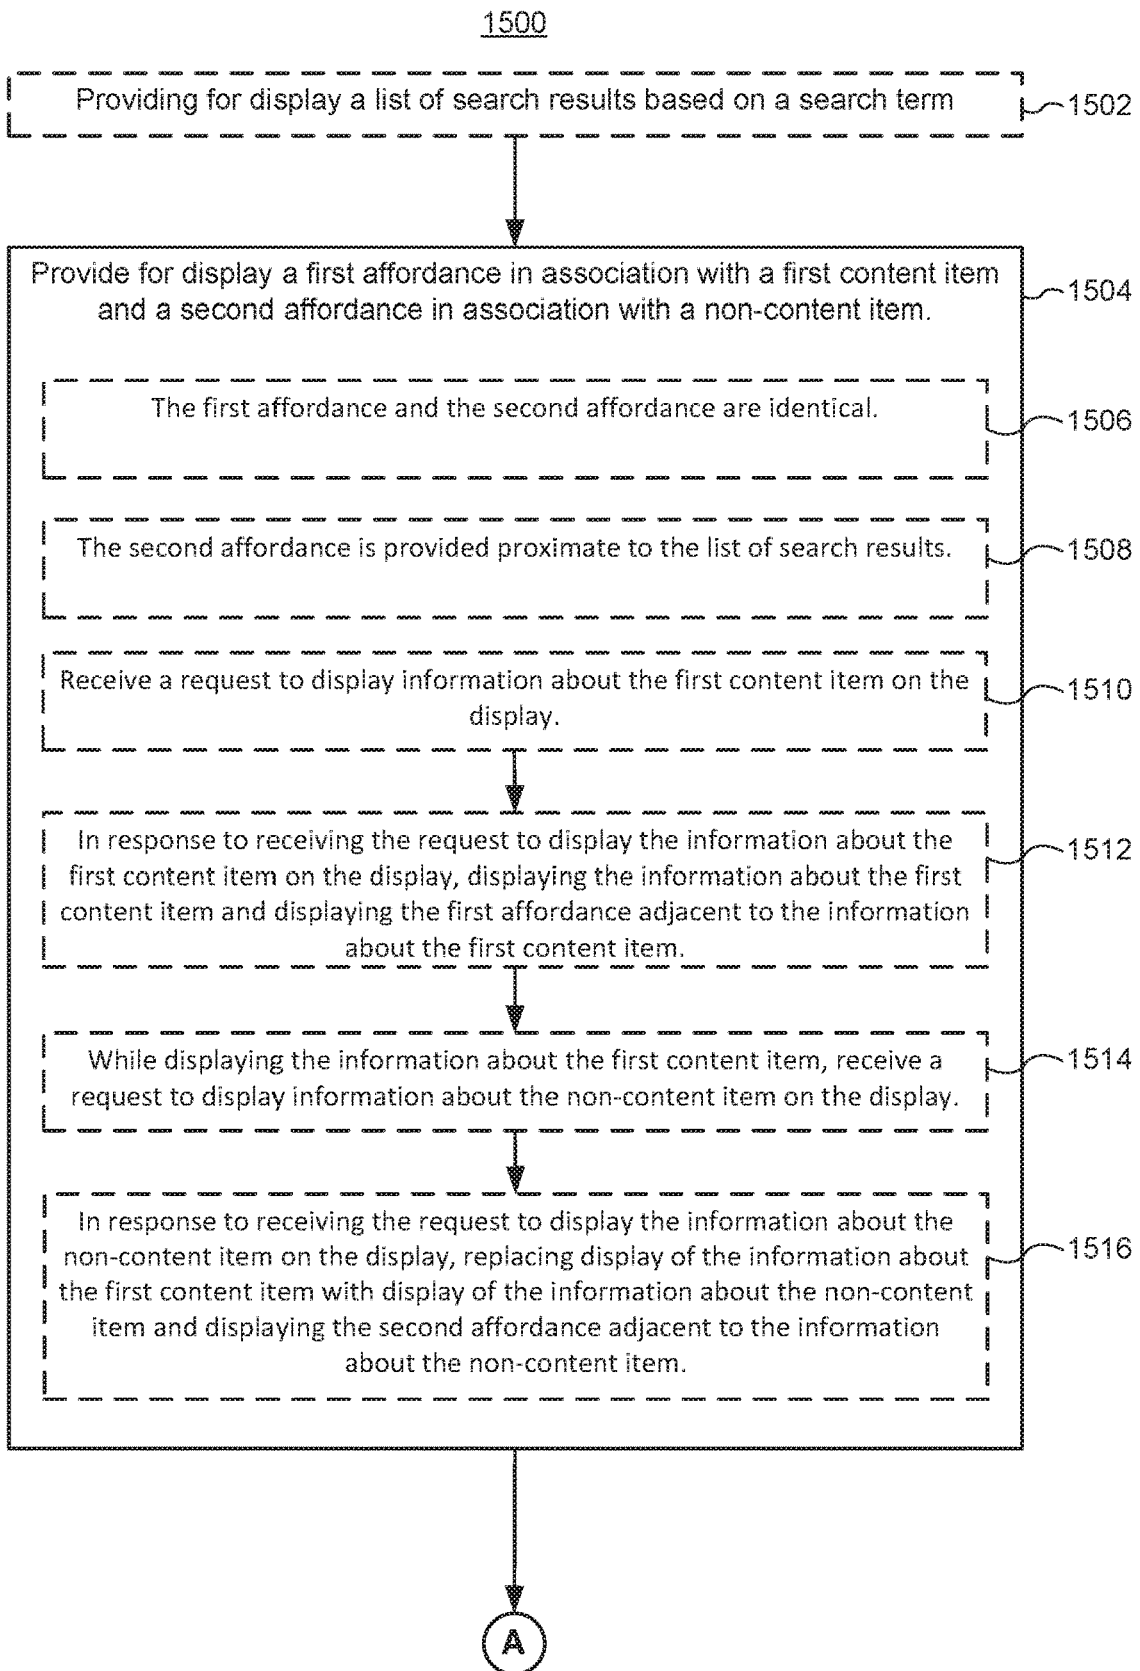 1500
Providing for display a list of search results based on a search term
1502
Provide for display a first affordance in association with a first content item
and a second affordance in association with a non-content item.
1504
The first affordance and the second affordance are identical.
1506
The second affordance is provided proximate to the list of search results.
1508
Receive a request to display information about the first content item on the
display.
1510
In response to receiving the request to display the information about the
first content item on the display, displaying the information about the first
content item and displaying the first affordance adjacent to the information
about the first content item.
1512
While displaying the information about the first content item, receive a
request to display information about the non-content item on the display.
1514
In response to receiving the request to display the information about the
non-content item on the display, replacing display of the information about
the first content item with display of the information about the non-content
item and displaying the second affordance adjacent to the information
about the non-content item.
1516
A